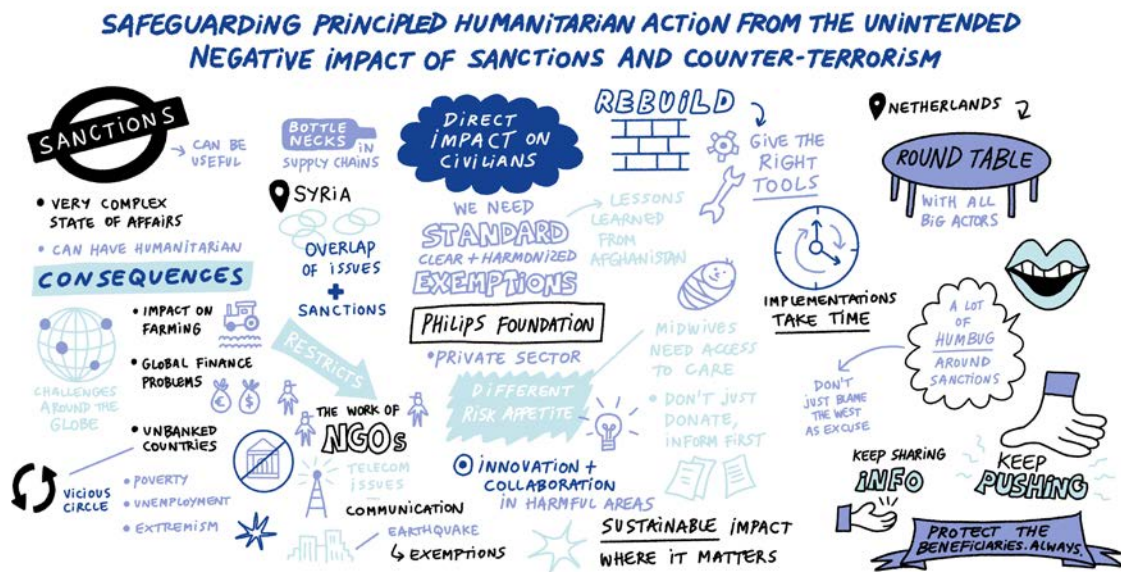 SAFEGUARDING PRINCIPLED HUMANITARIAN ACTION FROM THE UNINTENDED
NEGATIVE IMPACT OF SANCTIONS AND COUNTER-TERRORISM
SANCTIONS
CAN BE
USEFUL
• VERY COMPLEX
STATE OF AFFAIRS
• CAN HAVE HUMANITARIAN
CONSEQUENCES
• IMPACT ON
FARMING
• GLOBAL FINANCE
PROBLEMS
CHALLENGES
AROUND THE
GLOBE
€ $
• UNBANKED
COUNTRIES
VICIOUS
CIRCLE
• POVERTY
• UNEMPLOYMENT
• EXTREMISM
BOTTLE
NECKS
IN
SUPPLY CHAINS
SYRIA
OVERLAP
OF ISSUES
+
SANCTIONS
RESTRICTS
THE WORK OF
NGOs
TELECOM
ISSUES
COMMUNICATION
EARTHQUAKE
EXEMPTIONS
DIRECT
IMPACT ON
CIVILIANS
WE NEED
STANDARD
CLEAR + HARMONIZED
EXEMPTIONS
PHILIPS FOUNDATION
• PRIVATE SECTOR
DIFFERENT
RISK APPETITE
INNOVATION +
COLLABORATION
IN HARMFUL AREAS
SUSTAINABLE IMPACT
WHERE IT MATTERS
REBUILD
GIVE THE
RIGHT
TOOLS
LESSONS
LEARNED
FROM
AFGHANISTAN
IMPLEMENTATIONS
TAKE TIME
MIDWIVES
NEED ACCESS
TO CARE
• DON'T JUST
DONATE,
INFORM FIRST
NETHERLANDS
ROUND TABLE
WITH ALL
BIG ACTORS
A LOT
OF
HUMBUG
AROUND
SANCTIONS
DON'T
JUST BLAME
THE WEST
AS EXCUSE
KEEP SHARING
INFO
KEEP
PUSHING
PROTECT THE
BENEFICIARIES. ALWAYS.